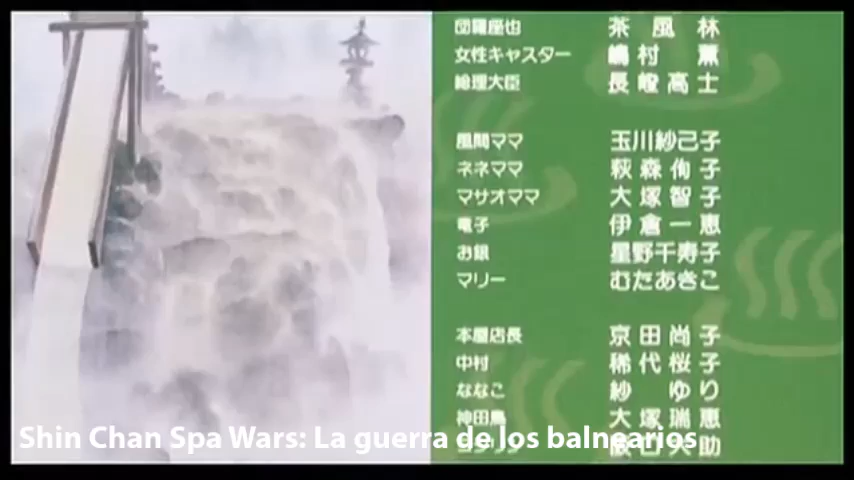 団羅座也 茶風林
女性キャスター 嶋村 薫
総理大臣 長嶝高士
風間ママ 玉川紗己子
ネネママ 萩森侚子
マサオママ 大塚智子
竜子 伊倉一恵
お銀 星野千寿子
マリー むたあきこ
本屋店長 京田尚子
中村 稀代桜子
ななこ 紗ゆり
神田鳥 大塚瑞恵
Shin Chan Spa Wars: La guerra de los balnearios